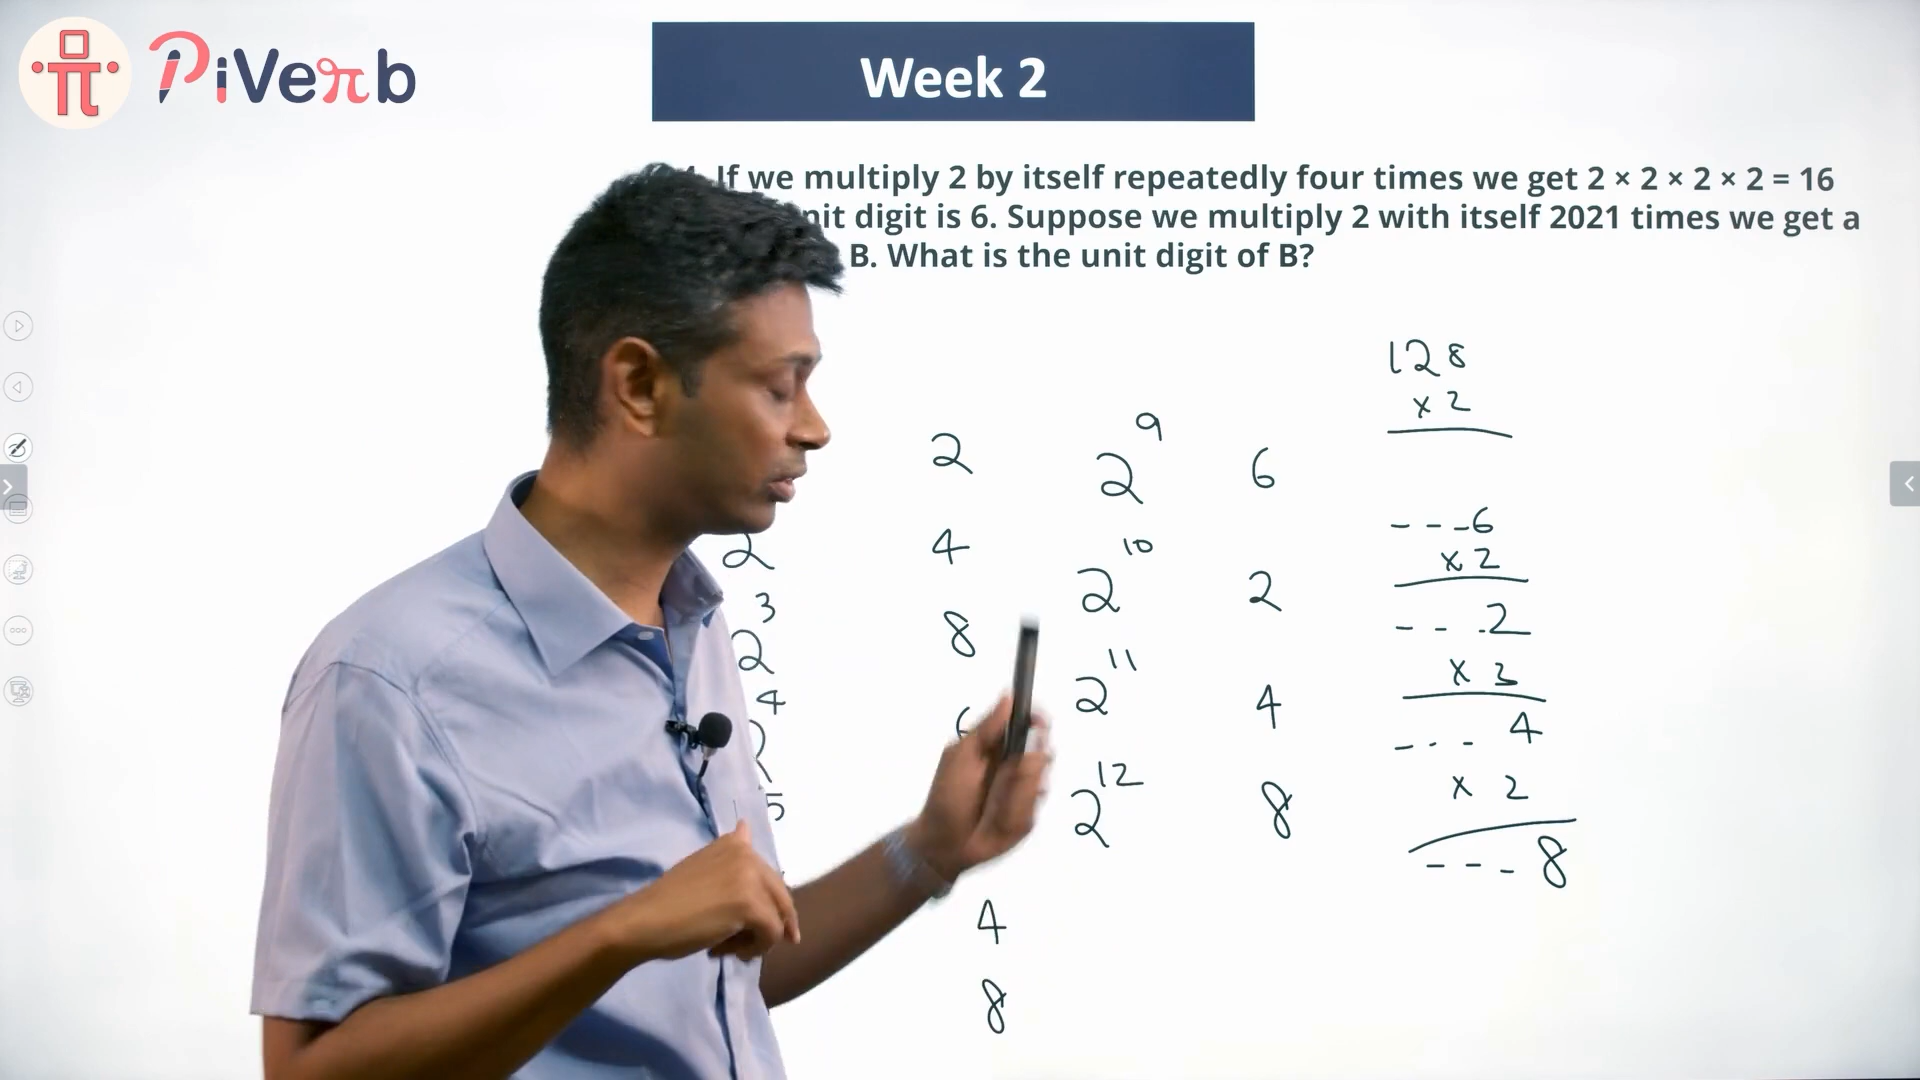 PiVerb
Week 2
If we multiply 2 by itself repeatedly four times we get 2 × 2 × 2 × 2 = 16
digit is 6. Suppose we multiply 2 with itself 2021 times we get a
B. What is the unit digit of B?
128
x 2
2 2^9 6
---6
x 2
2 4 2^10 2
---2
2^3 8 2^11 4
x 3
4
--- 4
2^12 8
x 2
5
---8
4
8